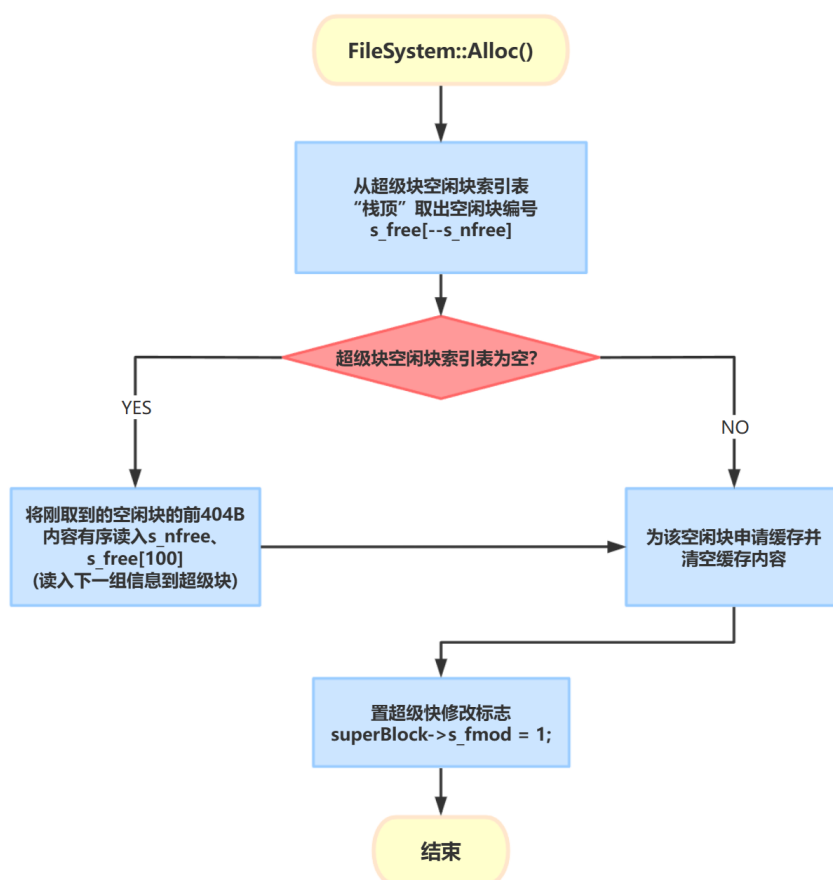 FileSystem::Alloc()
从超级块空闲块索引表
“栈顶”取出空闲块编号
s_free[--s_nfree]
超级块空闲块索引表为空?
YES
NO
将刚取到的空闲块的前404B
内容有序读入s_nfree、
s_free[100]
(读入下一组信息到超级块)
为该空闲块申请缓存并
清空缓存内容
置超级快修改标志
superBlock->s_fmod = 1;
结束